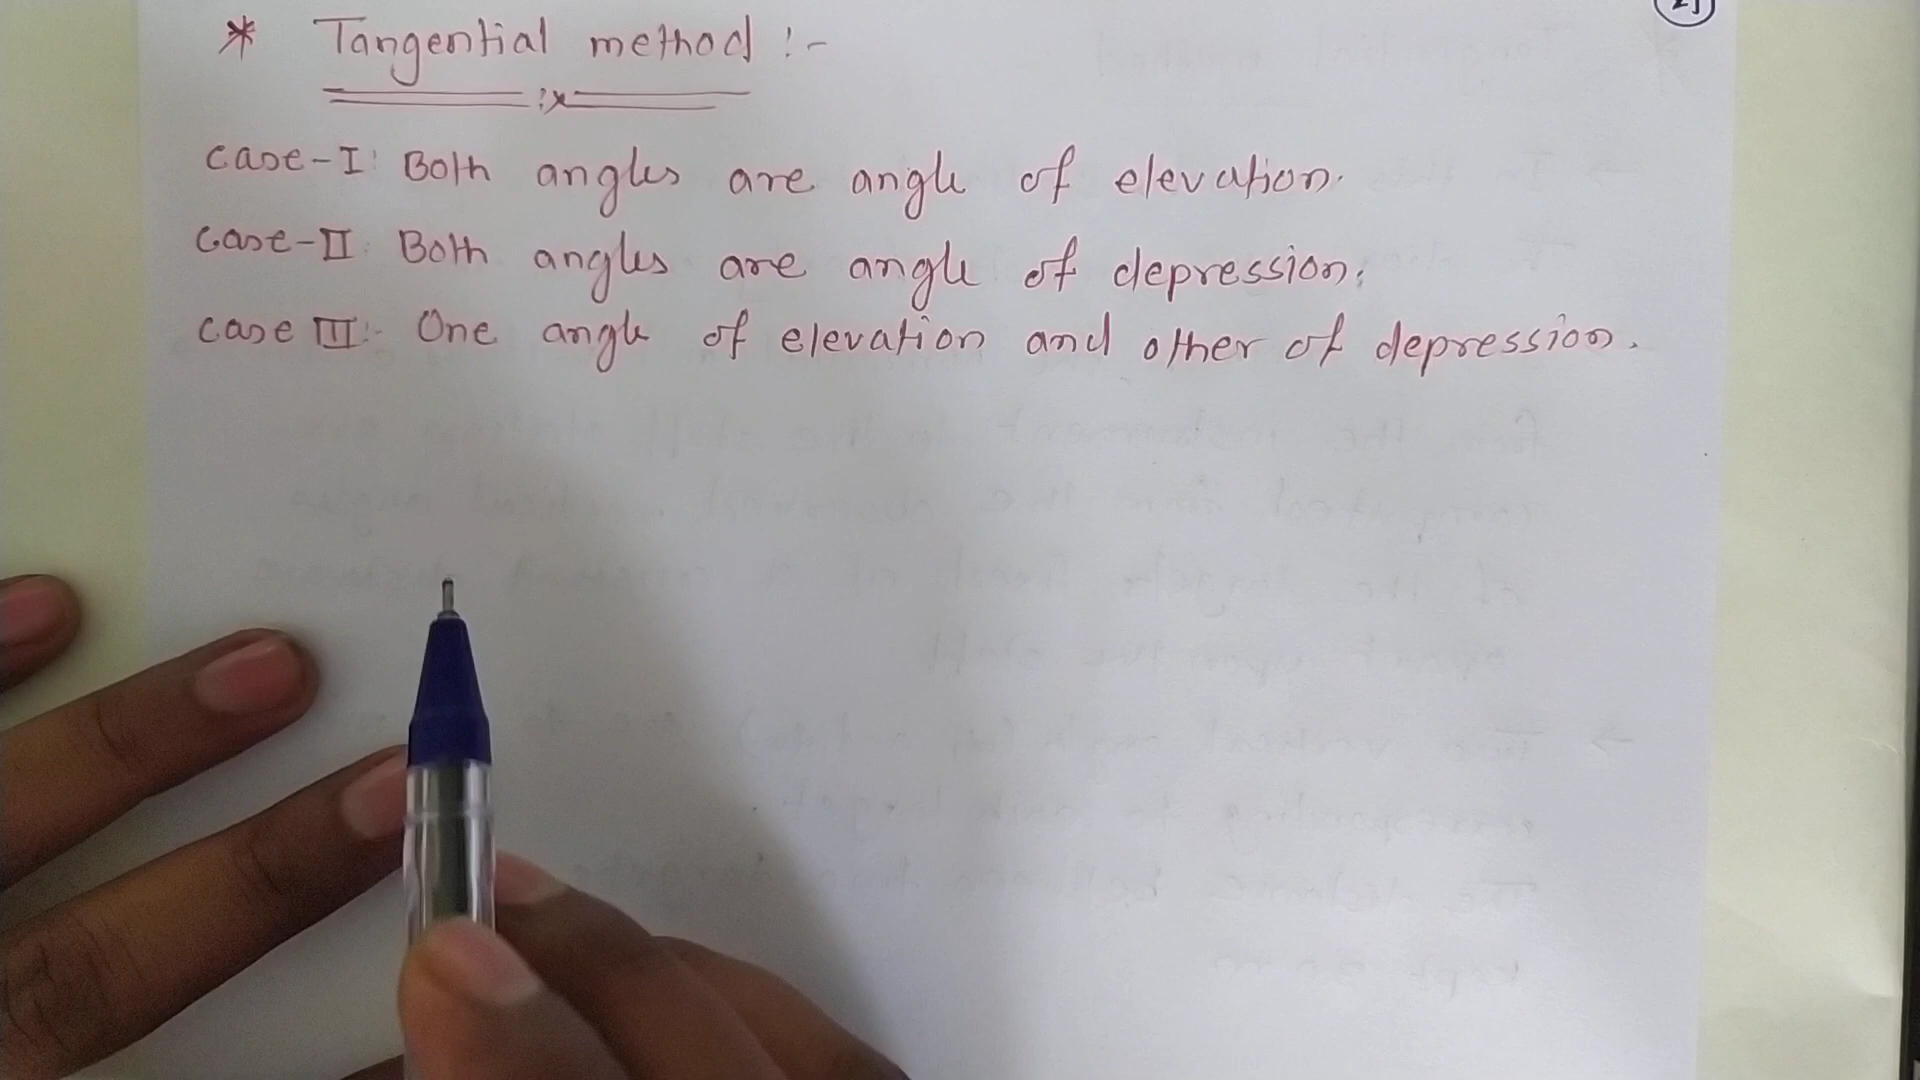 * Tangential method :-
case-I: Both angles are angle of elevation.
case-II: Both angles are angle of depression.
case III:- One angle of elevation and other of depression.